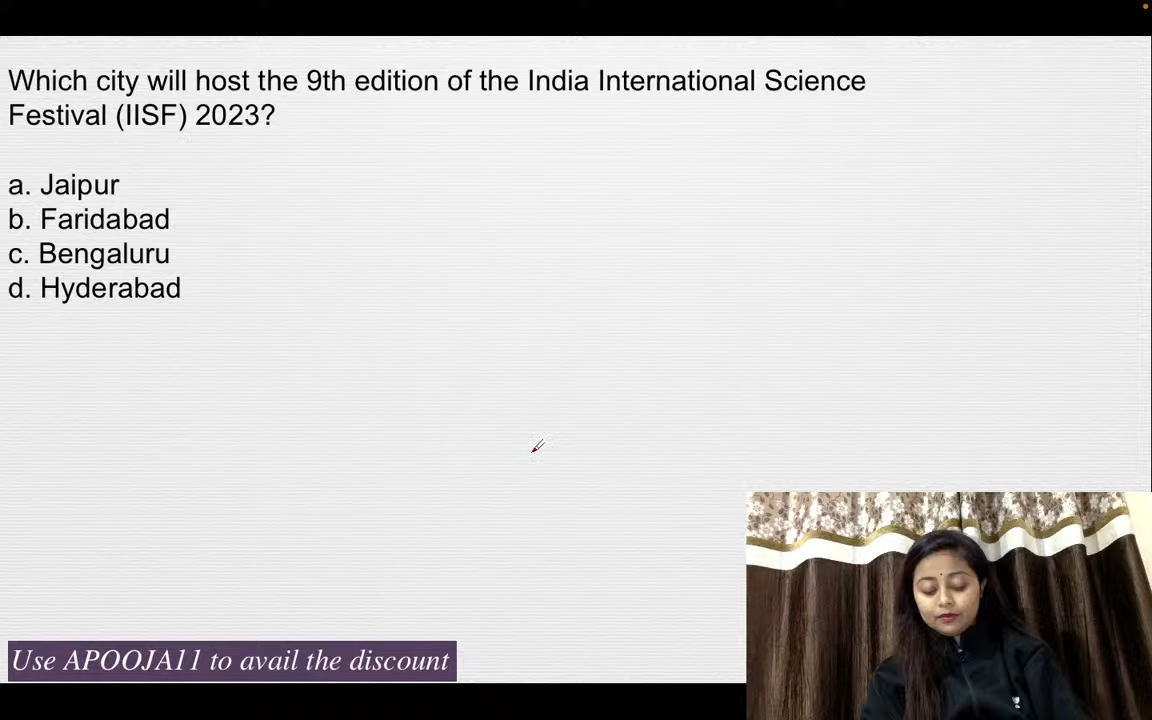 Which city will host the 9th edition of the India International Science
Festival (IISF) 2023?
a. Jaipur
b. Faridabad
c. Bengaluru
d. Hyderabad
Use APOOJA11 to avail the discount